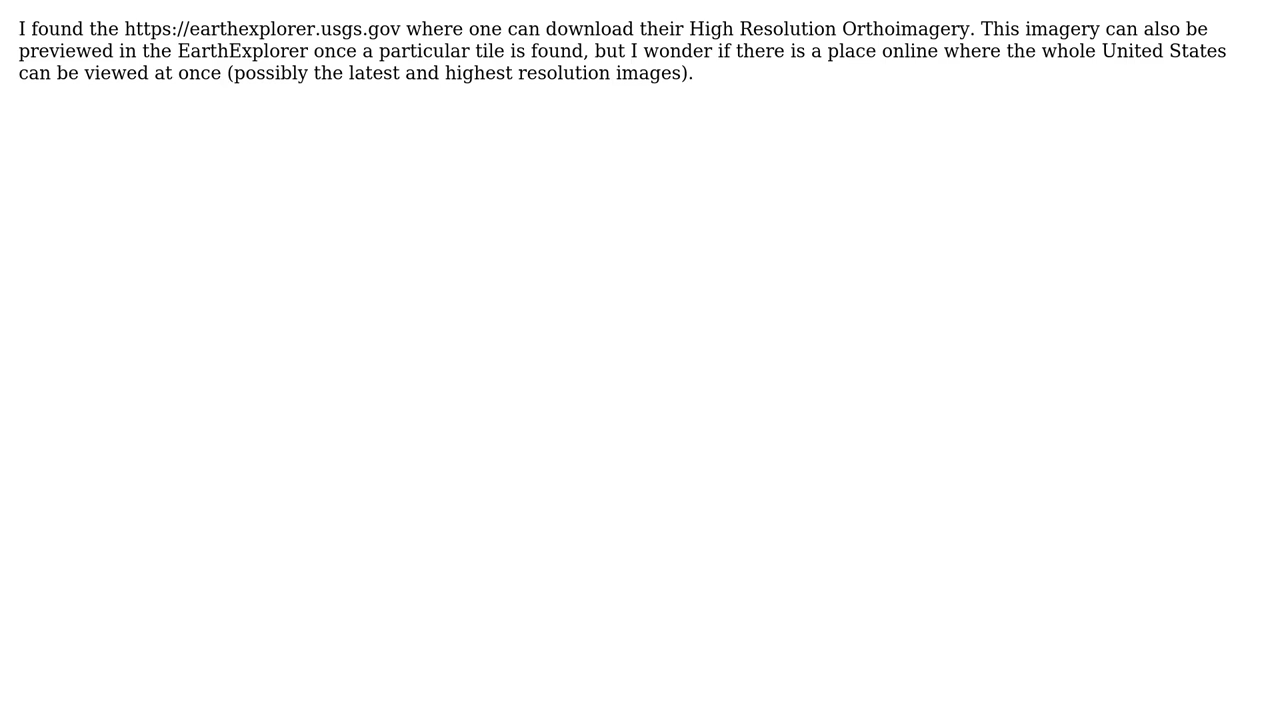 I found the https://earthexplorer.usgs.gov where one can download their High Resolution Orthoimagery. This imagery can also be
previewed in the EarthExplorer once a particular tile is found, but I wonder if there is a place online where the whole United States
can be viewed at once (possibly the latest and highest resolution images).